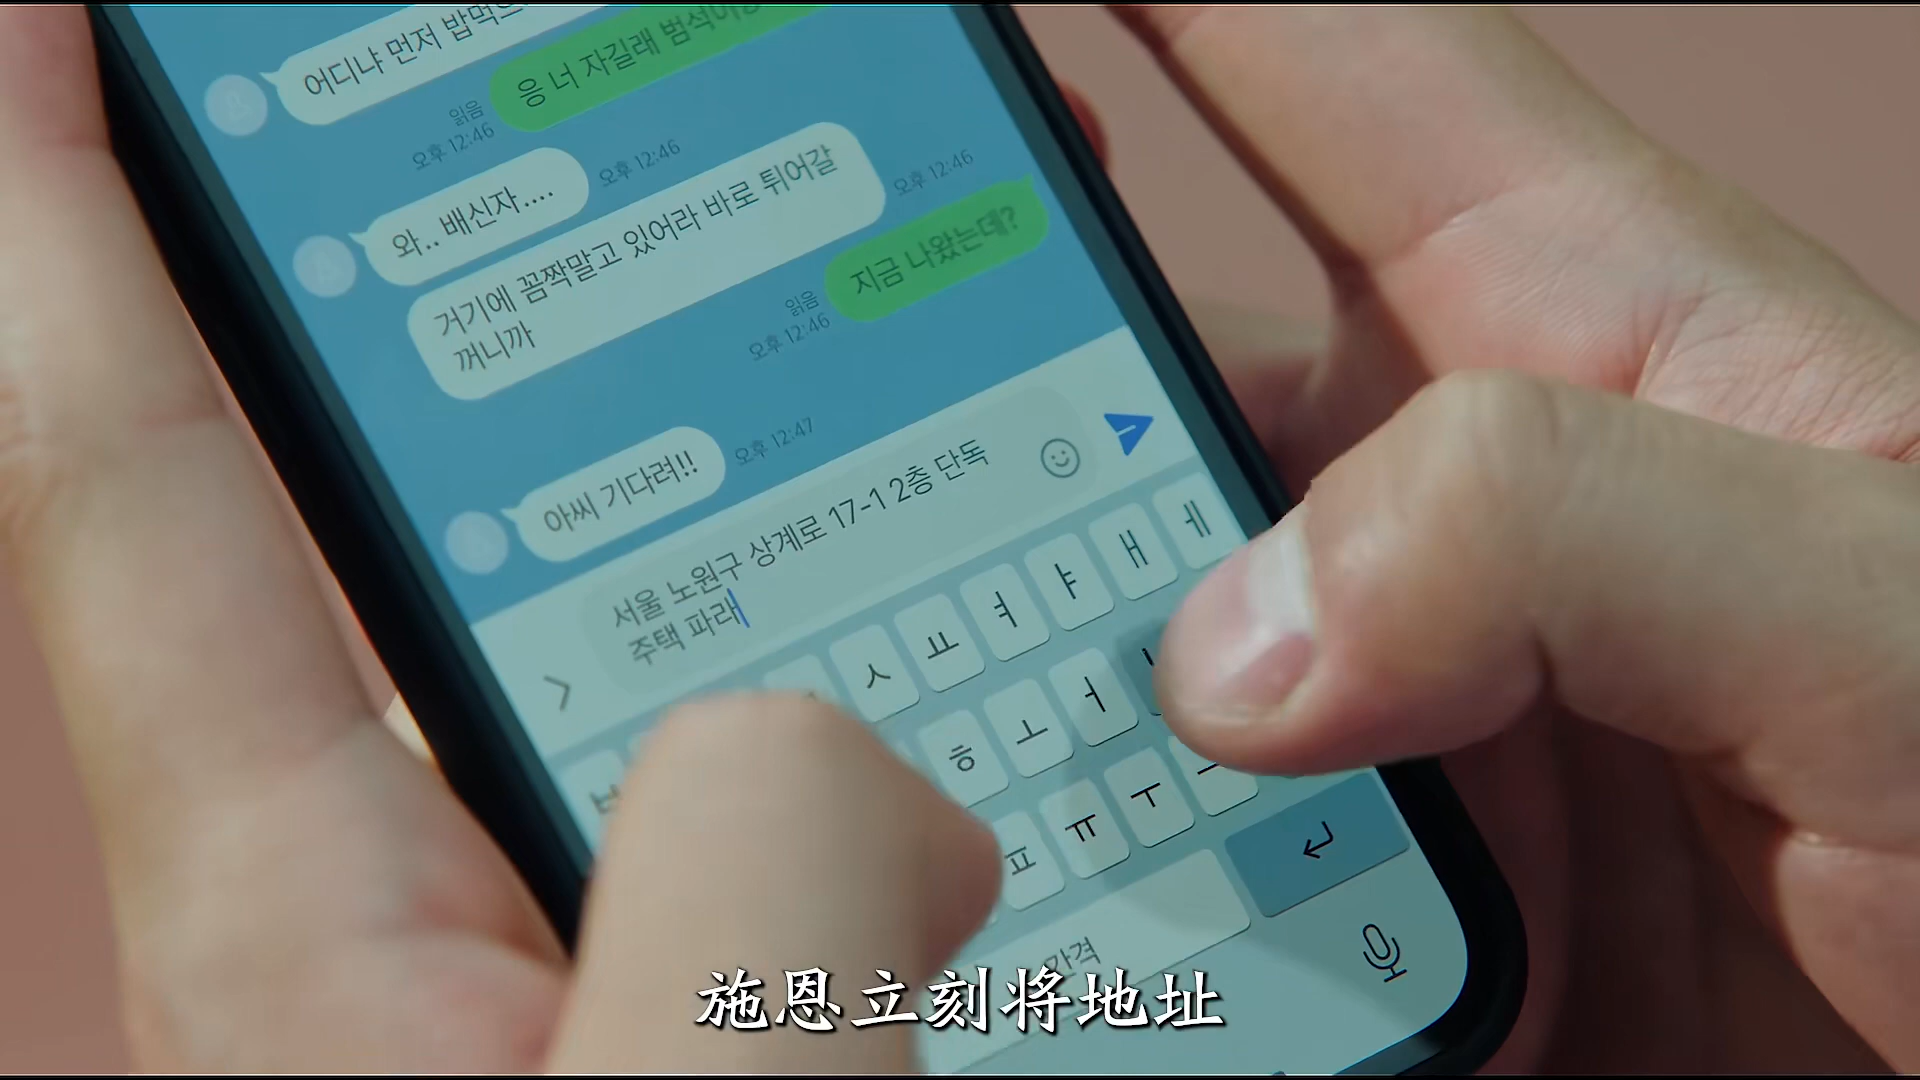 어디냐 먼저 밥먹으
응 너 자길래 범석이랑
읽음
오후 12:46
와.. 배신자....
오후 12:46
거기에 꼼짝말고 있어라 바로 튀어갈
꺼니까
오후 12:46
지금 나왔는데?
읽음
오후 12:46
아씨 기다려!!
오후 12:47
서울 노원구 상계로 17-1 2층 단독
주택 파래
ㅅ ㅛ ㅕ ㅑ ㅐ ㅔ
ㅎ ㅗ ㅓ
ㅍ ㅠ ㅜ ㅡ
간격
施恩立刻将地址